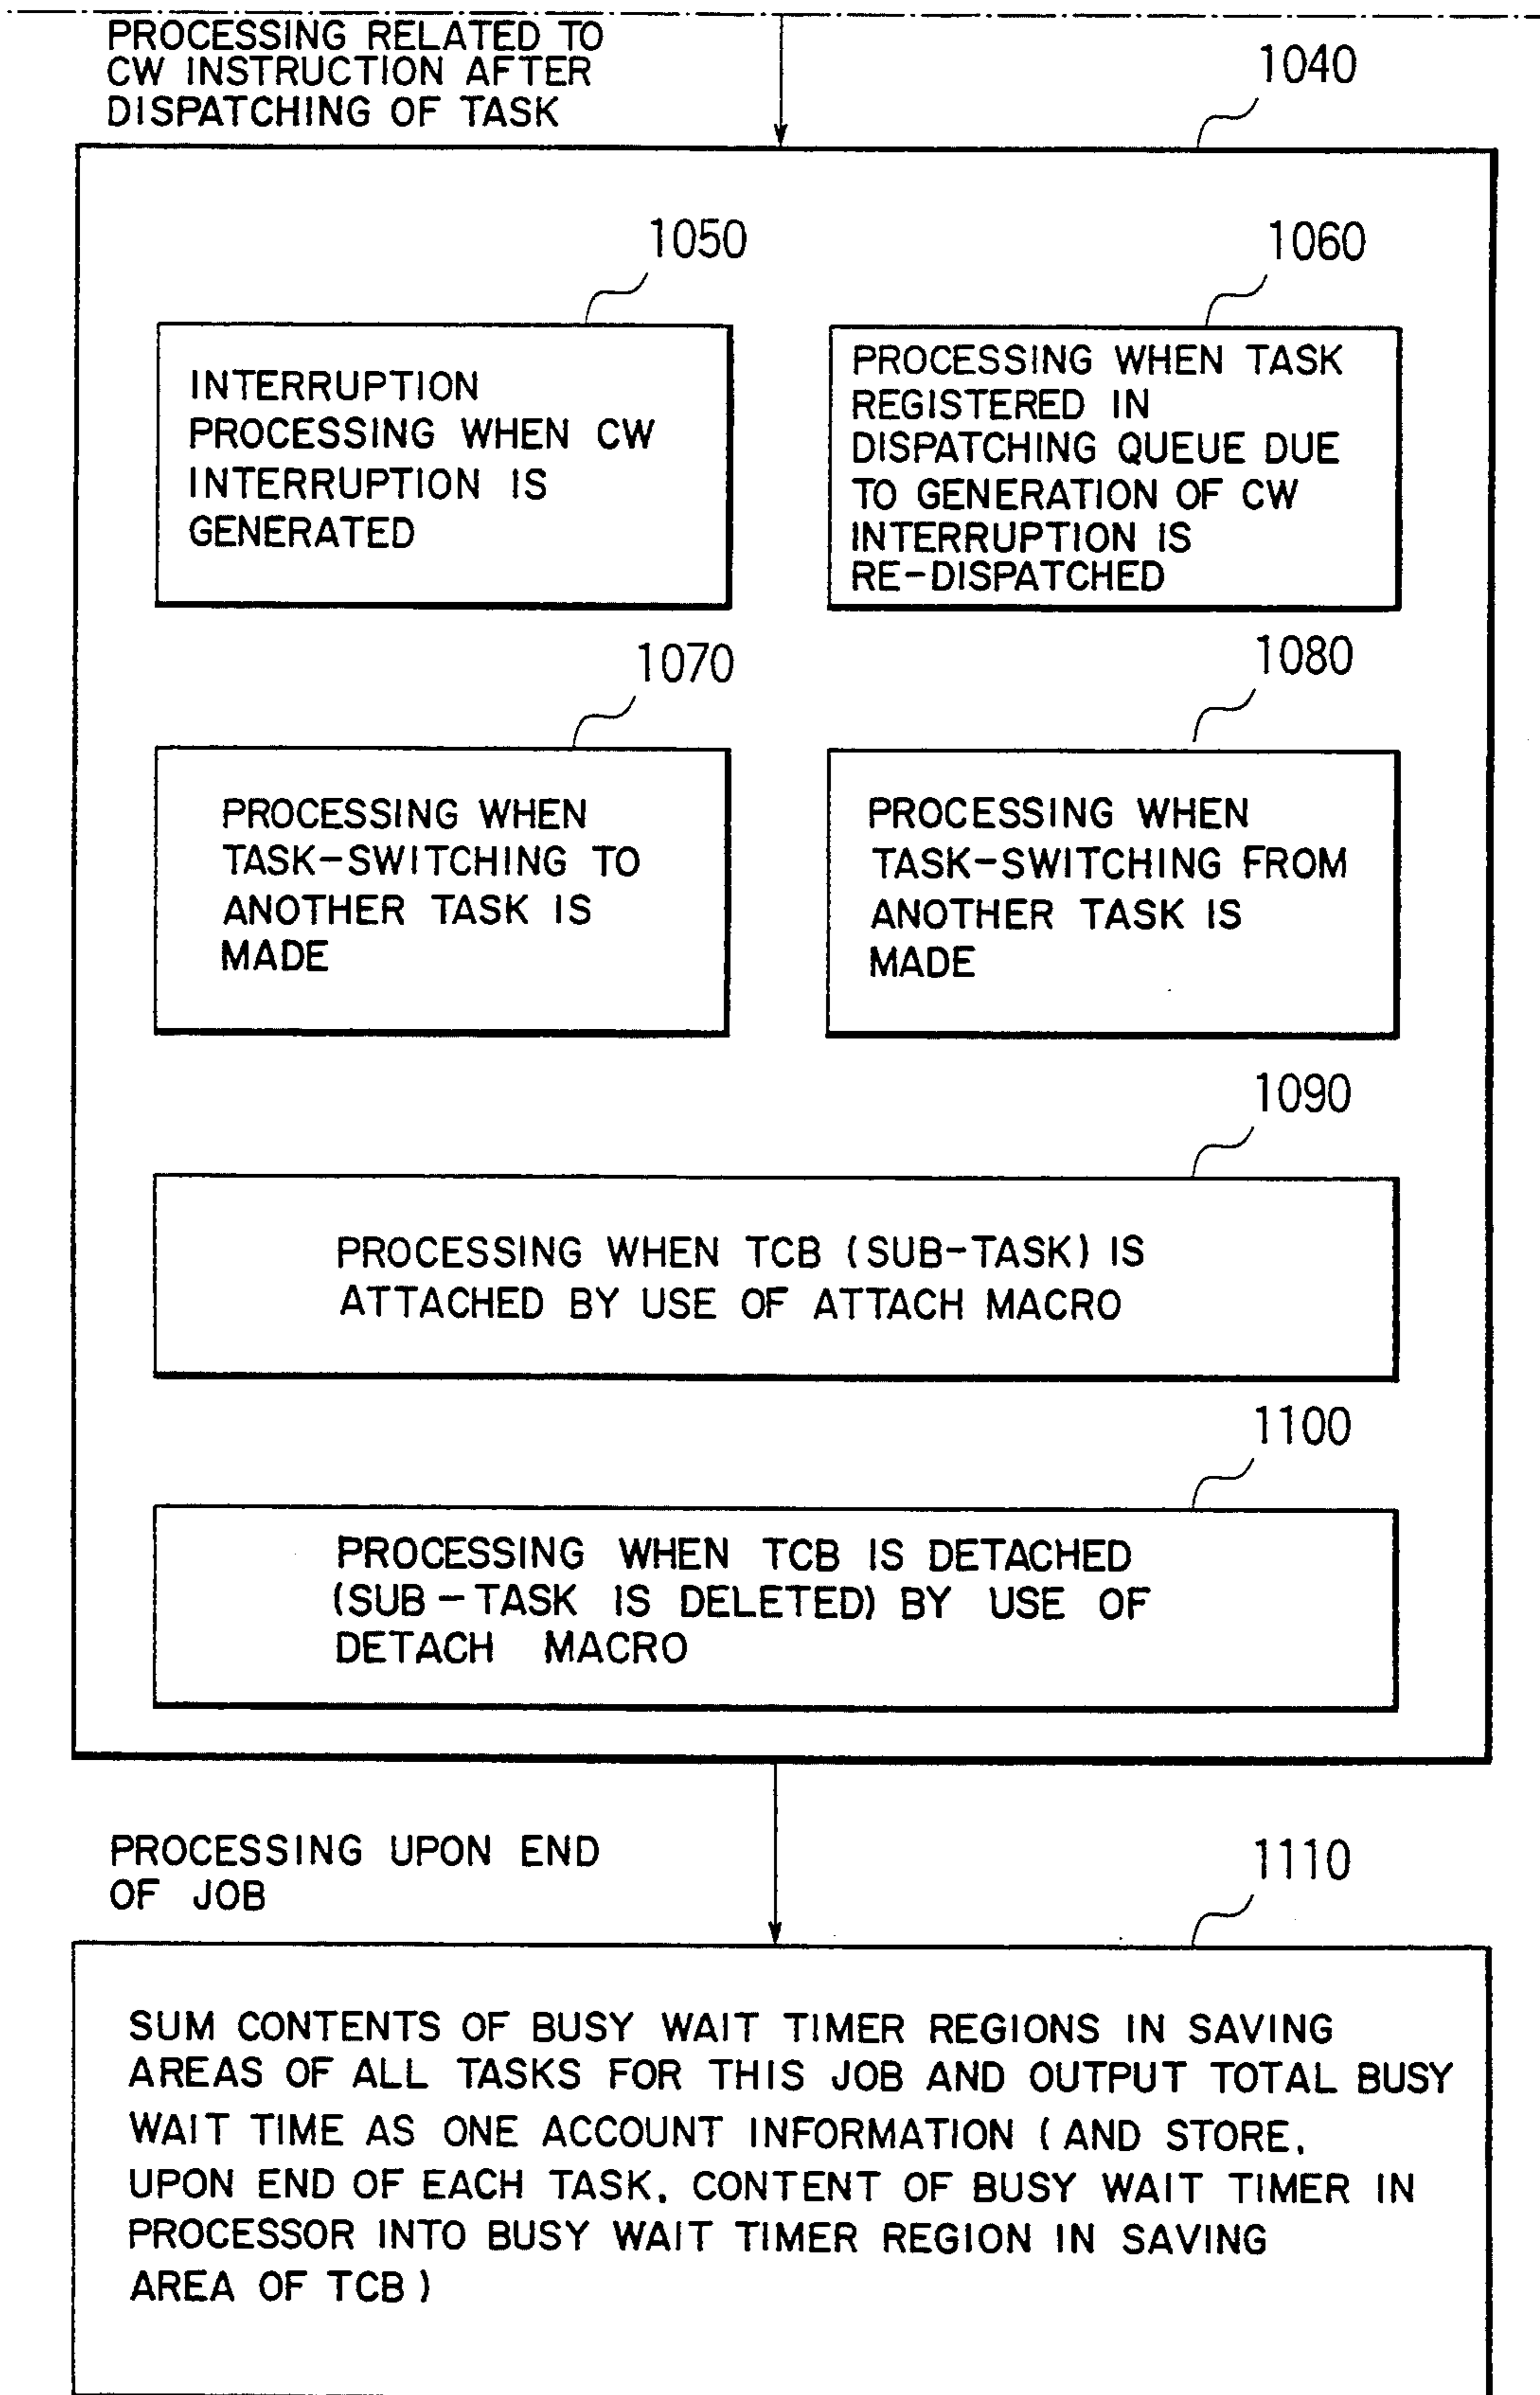 PROCESSING RELATED TO
CW INSTRUCTION AFTER
DISPATCHING OF TASK
1040
1050
INTERRUPTION
PROCESSING WHEN CW
INTERRUPTION IS
GENERATED
1060
PROCESSING WHEN TASK
REGISTERED IN
DISPATCHING QUEUE DUE
TO GENERATION OF CW
INTERRUPTION IS
RE-DISPATCHED
1070
PROCESSING WHEN
TASK-SWITCHING TO
ANOTHER TASK IS
MADE
1080
PROCESSING WHEN
TASK-SWITCHING FROM
ANOTHER TASK IS
MADE
1090
PROCESSING WHEN TCB (SUB-TASK) IS
ATTACHED BY USE OF ATTACH MACRO
1100
PROCESSING WHEN TCB IS DETACHED
(SUB-TASK IS DELETED) BY USE OF
DETACH MACRO
PROCESSING UPON END
OF JOB
1110
SUM CONTENTS OF BUSY WAIT TIMER REGIONS IN SAVING
AREAS OF ALL TASKS FOR THIS JOB AND OUTPUT TOTAL BUSY
WAIT TIME AS ONE ACCOUNT INFORMATION (AND STORE,
UPON END OF EACH TASK, CONTENT OF BUSY WAIT TIMER IN
PROCESSOR INTO BUSY WAIT TIMER REGION IN SAVING
AREA OF TCB)